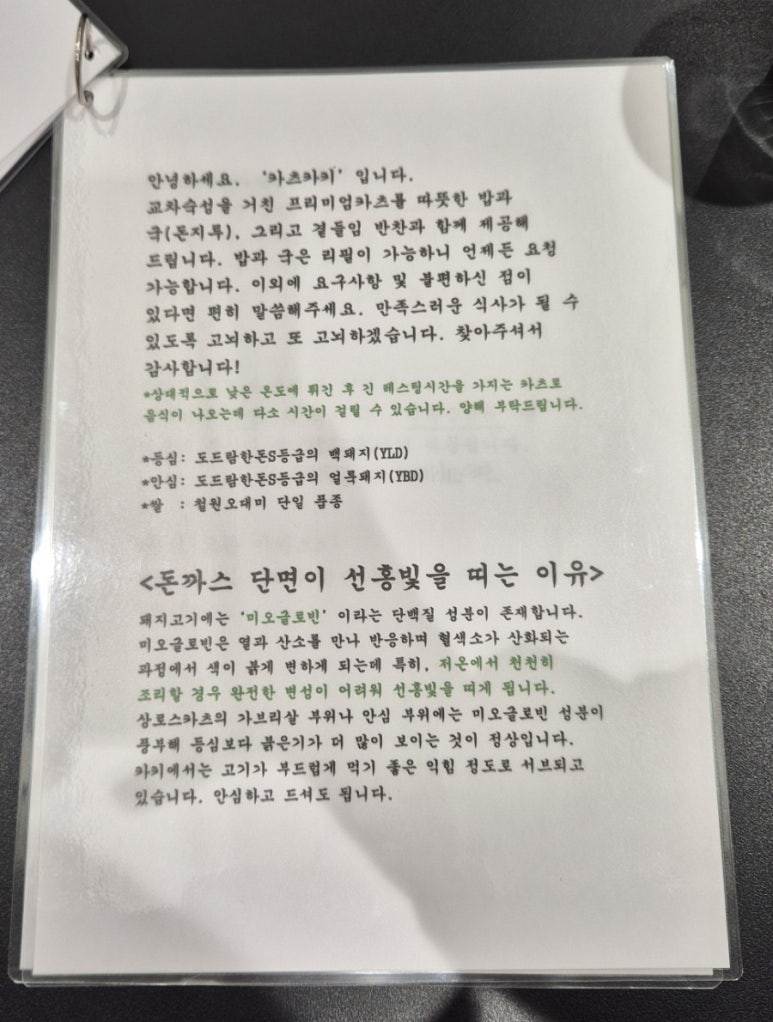 안녕하세요. '카츠카키' 입니다.
교차숙성을 거친 프리미엄카츠를 따뜻한 밥과
국(돈지루), 그리고 곁들임 반찬과 함께 제공해
드립니다. 밥과 국은 리필이 가능하니 언제든 요청
가능합니다. 이외에 요구사항 및 불편하신 점이
있다면 편히 말씀해주세요. 만족스러운 식사가 될 수
있도록 고뇌하고 또 고뇌하겠습니다. 찾아주셔서
감사합니다!
*상대적으로 낮은 온도에 튀긴 후 긴 레스팅시간을 가지는 카츠로
음식이 나오는데 다소 시간이 걸릴 수 있습니다. 양해 부탁드립니다.
*등심: 도드람한돈S등급의 백돼지(YLD)
*안심: 도드람한돈S등급의 얼룩돼지(YBD)
*쌀 : 철원오대미 단일 품종
<돈까스 단면이 선홍빛을 띠는 이유>
돼지고기에는 '미오글로빈' 이라는 단백질 성분이 존재합니다.
미오글로빈은 열과 산소를 만나 반응하며 혈색소가 산화되는
과정에서 색이 붉게 변하게 되는데 특히, 저온에서 천천히
조리할 경우 완전한 변성이 어려워 선홍빛을 띠게 됩니다.
상로스카츠의 가브리살 부위나 안심 부위에는 미오글로빈 성분이
풍부해 등심보다 붉은기가 더 많이 보이는 것이 정상입니다.
카키에서는 고기가 부드럽게 먹기 좋은 익힘 정도로 서브되고
있습니다. 안심하고 드셔도 됩니다.